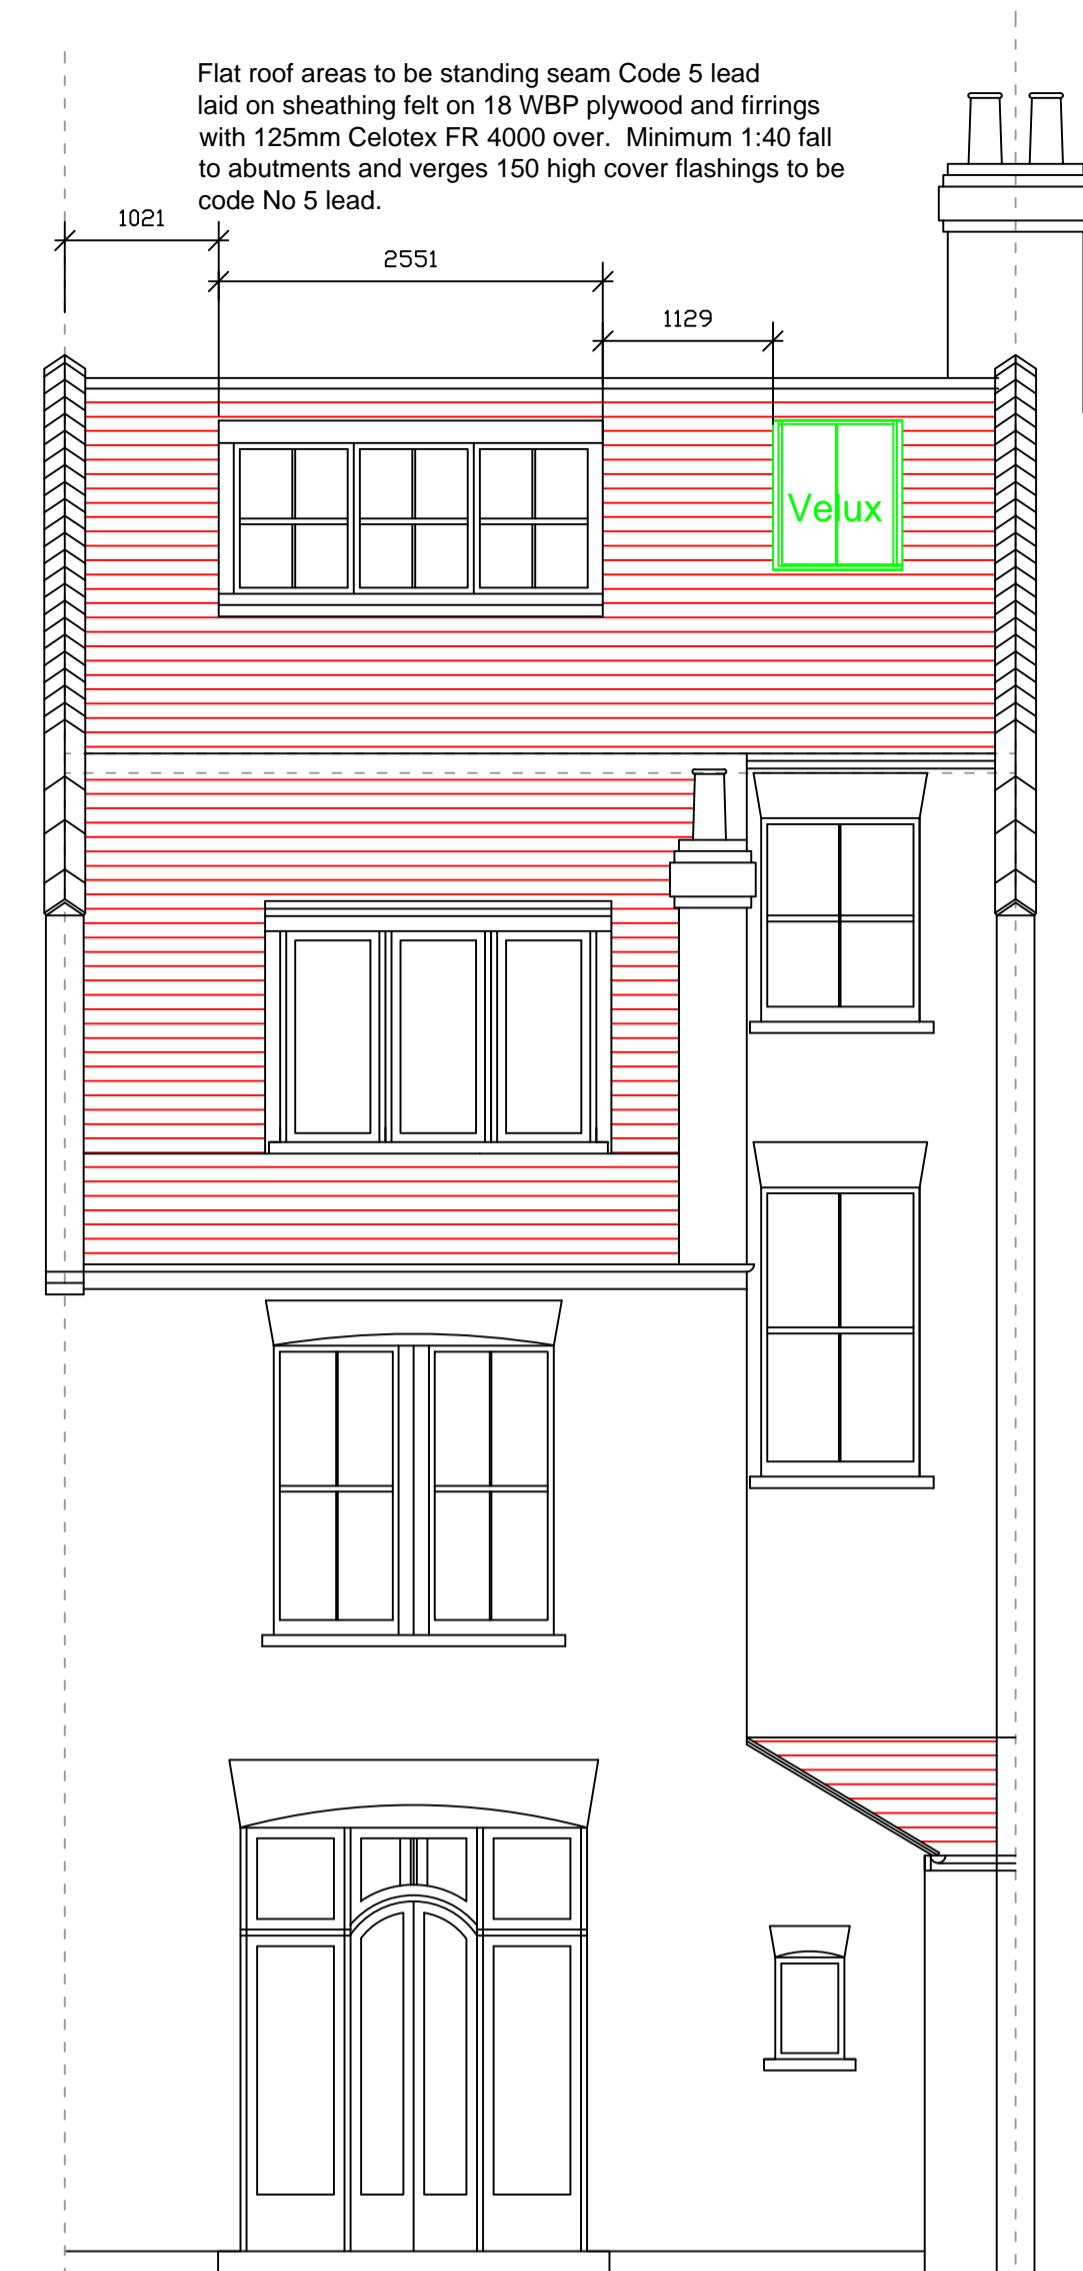 Flat roof areas to be standing seam Code 5 lead
laid on sheathing felt on 18 WBP plywood and firrings
with 125mm Celotex FR 4000 over.  Minimum 1:40 fall
to abutments and verges 150 high cover flashings to be
code No 5 lead.
1021
2551
1129
Velux